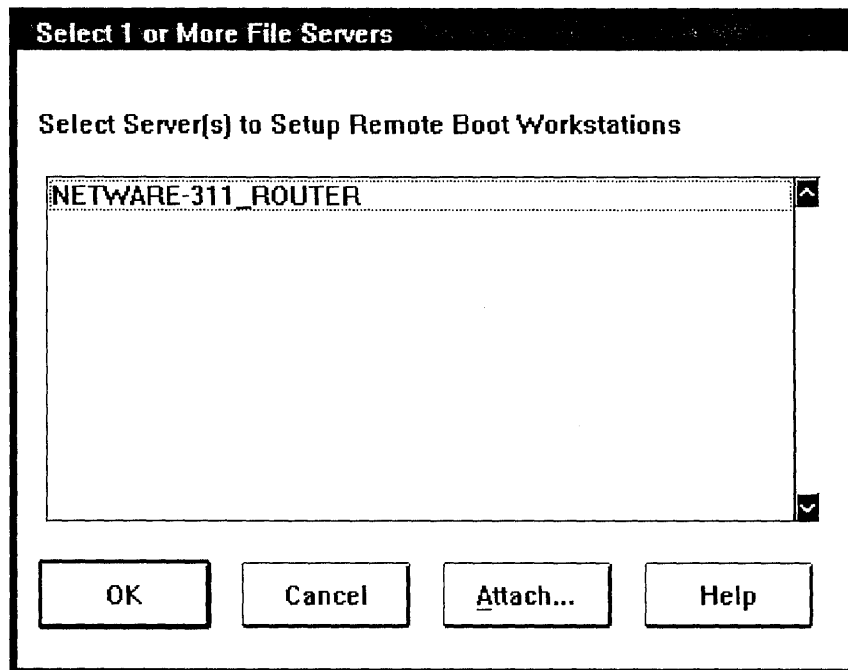 Select 1 or More File Servers
Select Server(s) to Setup Remote Boot Workstations
NETWARE-311_ROUTER
OK Cancel Attach... Help